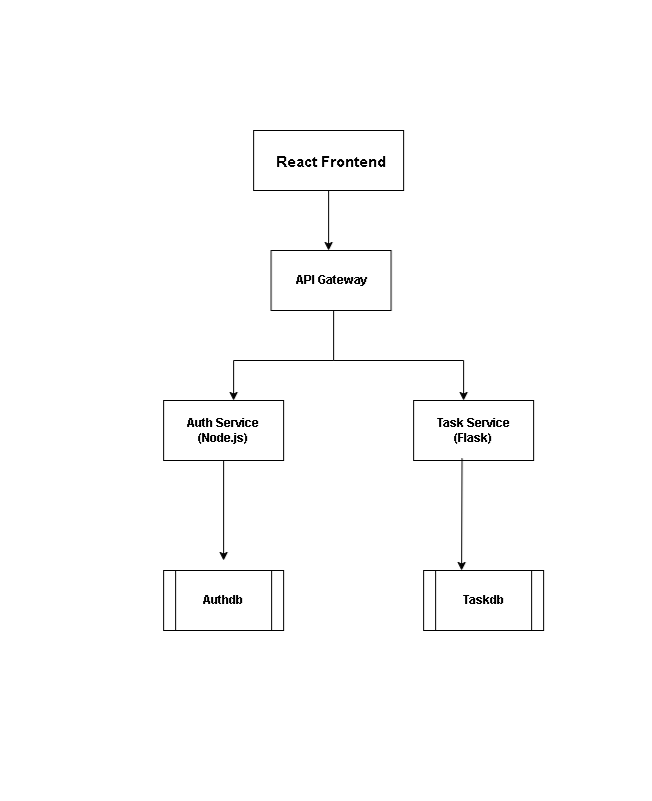 React Frontend
API Gateway
Auth Service
(Node.js)
Task Service
(Flask)
Authdb
Taskdb